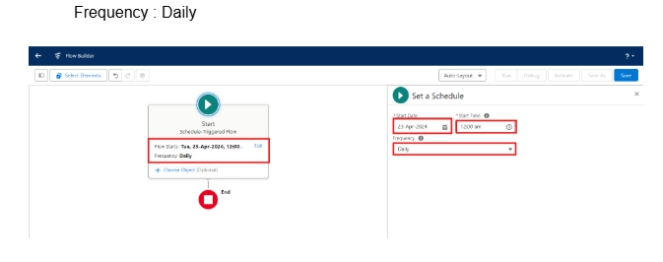 Frequency : Daily
Flow Builder
?
Select Elements
Auto-Layout
Run
Debug
Activate
Save As
Save
Start
Schedule-Triggered Flow
Flow Starts: Tue, 23-Apr-2024, 12:00..
Edit
Frequency: Daily
+ Choose Object (Optional)
End
Set a Schedule
×
*Start Date
*Start Time
23-Apr-2024
12:00 am
Frequency
Daily